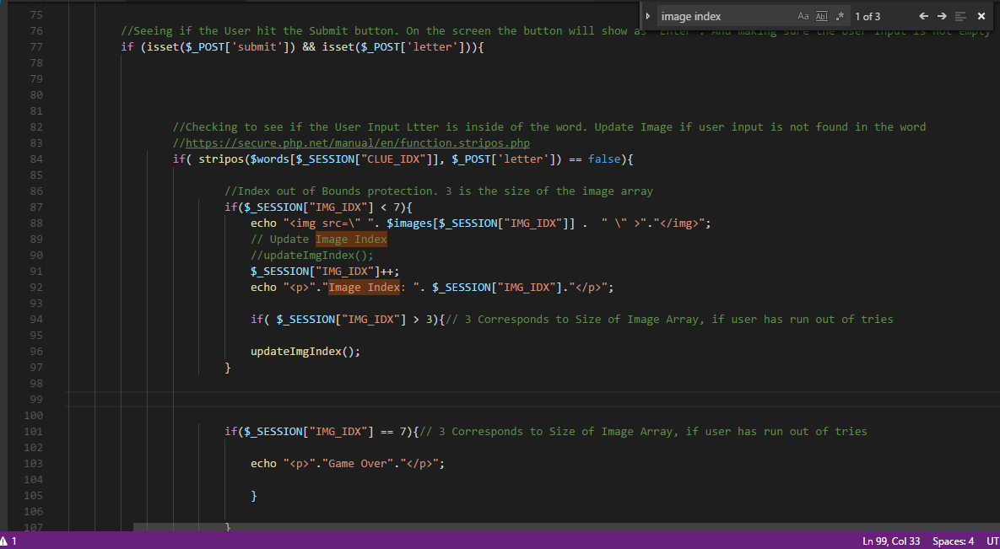 image index Aa Abl .* 1 of 3
75
76 //Seeing if the User hit the Submit button. On the screen the button will show as "Enter". And making sure the user input is not empty
77 if (isset($_POST['submit']) && isset($_POST['letter'])){
78
79
80
81
82 //Checking to see if the User Input Ltter is inside of the word. Update Image if user input is not found in the word
83 //https://secure.php.net/manual/en/function.stripos.php
84 if( stripos($words[$_SESSION["CLUE_IDX"]], $_POST['letter']) == false){
85
86 //Index out of Bounds protection. 3 is the size of the image array
87 if($_SESSION["IMG_IDX"] < 7){
88 echo "<img src=\" ". $images[$_SESSION["IMG_IDX"]] . " \" >"."</img>";
89 // Update Image Index
90 //updateImgIndex();
91 $_SESSION["IMG_IDX"]++;
92 echo "<p>"."Image Index: ". $_SESSION["IMG_IDX"]."</p>";
93
94 if( $_SESSION["IMG_IDX"] > 3){// 3 Corresponds to Size of Image Array, if user has run out of tries
95
96 updateImgIndex();
97 }
98
99
100
101 if($_SESSION["IMG_IDX"] == 7){// 3 Corresponds to Size of Image Array, if user has run out of tries
102
103 echo "<p>"."Game Over"."</p>";
104
105 }
106
107 }
1 Ln 99, Col 33 Spaces: 4 UT